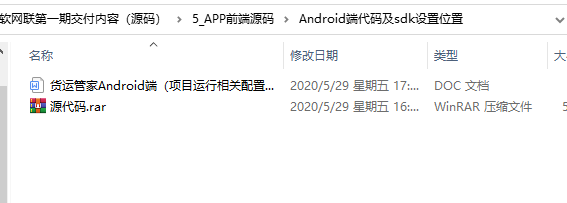 软网联第一期交付内容（源码） > 5_APP前端源码 > Android端代码及sdk设置位置
名称 修改日期 类型 大
货运管家Android端（项目运行相关配置... 2020/5/29 星期五 17:... DOC 文档
源代码.rar 2020/5/29 星期五 16:... WinRAR 压缩文件 5